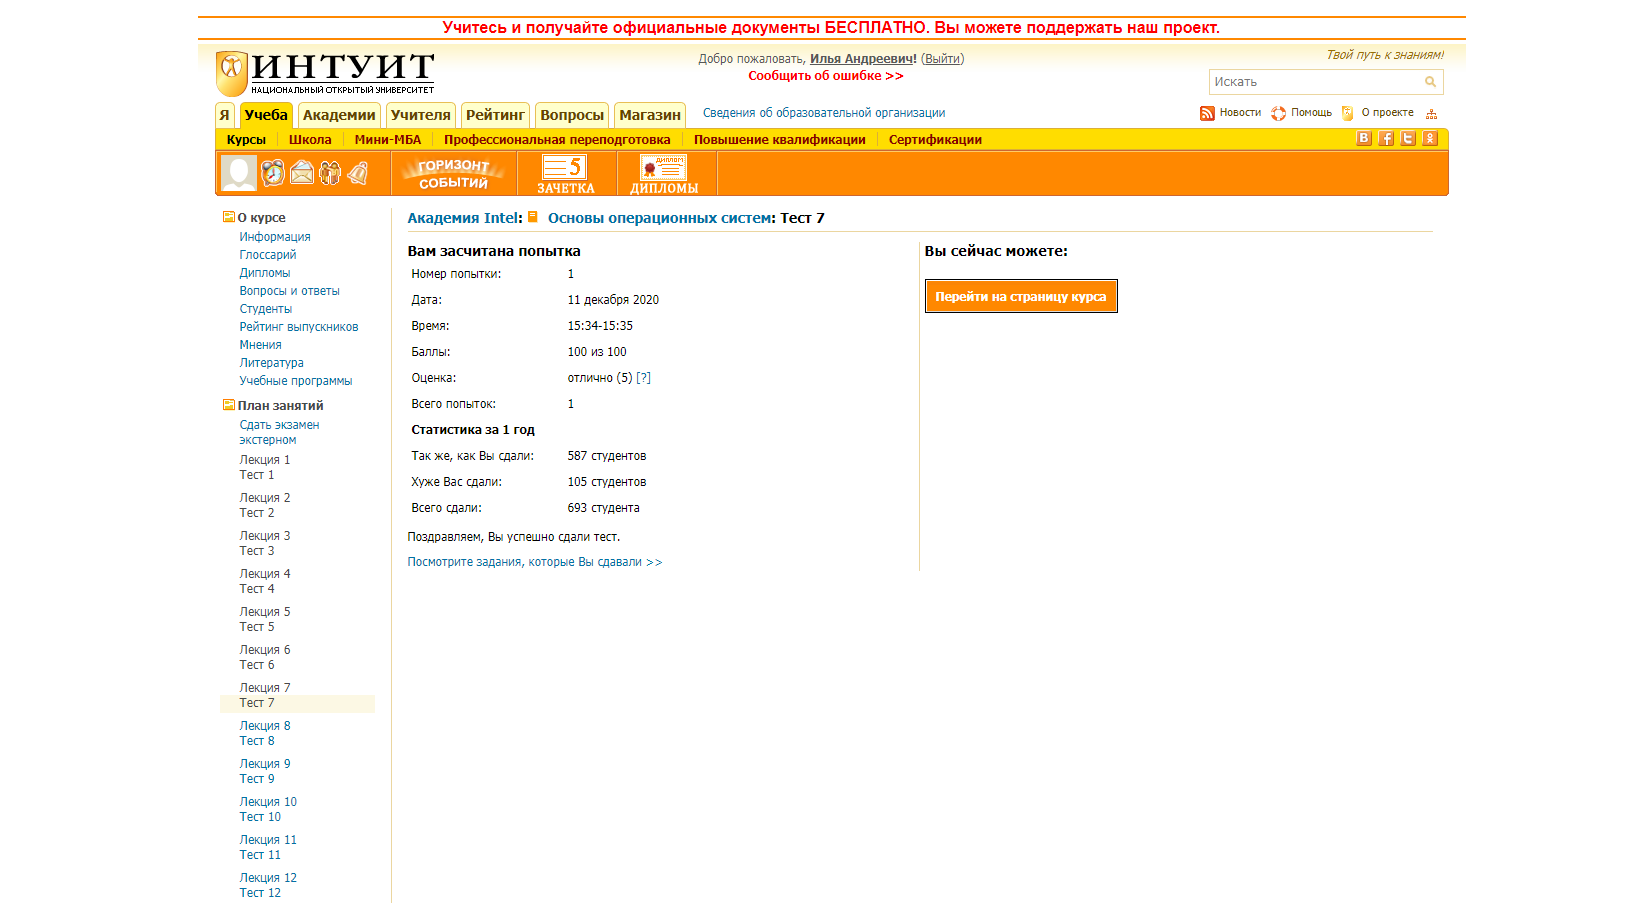 Учитесь и получайте официальные документы БЕСПЛАТНО. Вы можете поддержать наш проект.
ИНТУИТ
НАЦИОНАЛЬНЫЙ ОТКРЫТЫЙ УНИВЕРСИТЕТ
Добро пожаловать, Илья Андреевич! (Выйти)
Сообщить об ошибке >>
Твой путь к знаниям!
Искать
Я Учеба Академии Учителя Рейтинг Вопросы Магазин Сведения об образовательной организации
Новости Помощь О проекте
Курсы Школа Мини-МБА Профессиональная переподготовка Повышение квалификации Сертификации
ГОРИЗОНТ СОБЫТИЙ
5
ЗАЧЕТКА
ДИПЛОМ
ДИПЛОМЫ
О курсе
Информация
Глоссарий
Дипломы
Вопросы и ответы
Студенты
Рейтинг выпускников
Мнения
Литература
Учебные программы
План занятий
Сдать экзамен
экстерном
Лекция 1
Тест 1
Лекция 2
Тест 2
Лекция 3
Тест 3
Лекция 4
Тест 4
Лекция 5
Тест 5
Лекция 6
Тест 6
Лекция 7
Тест 7
Лекция 8
Тест 8
Лекция 9
Тест 9
Лекция 10
Тест 10
Лекция 11
Тест 11
Лекция 12
Тест 12
Академия Intel: Основы операционных систем: Тест 7
Вам засчитана попытка
Номер попытки: 1
Дата: 11 декабря 2020
Время: 15:34-15:35
Баллы: 100 из 100
Оценка: отлично (5) [?]
Всего попыток: 1
Статистика за 1 год
Так же, как Вы сдали: 587 студентов
Хуже Вас сдали: 105 студентов
Всего сдали: 693 студента
Поздравляем, Вы успешно сдали тест.
Посмотрите задания, которые Вы сдавали >>
Вы сейчас можете:
Перейти на страницу курса